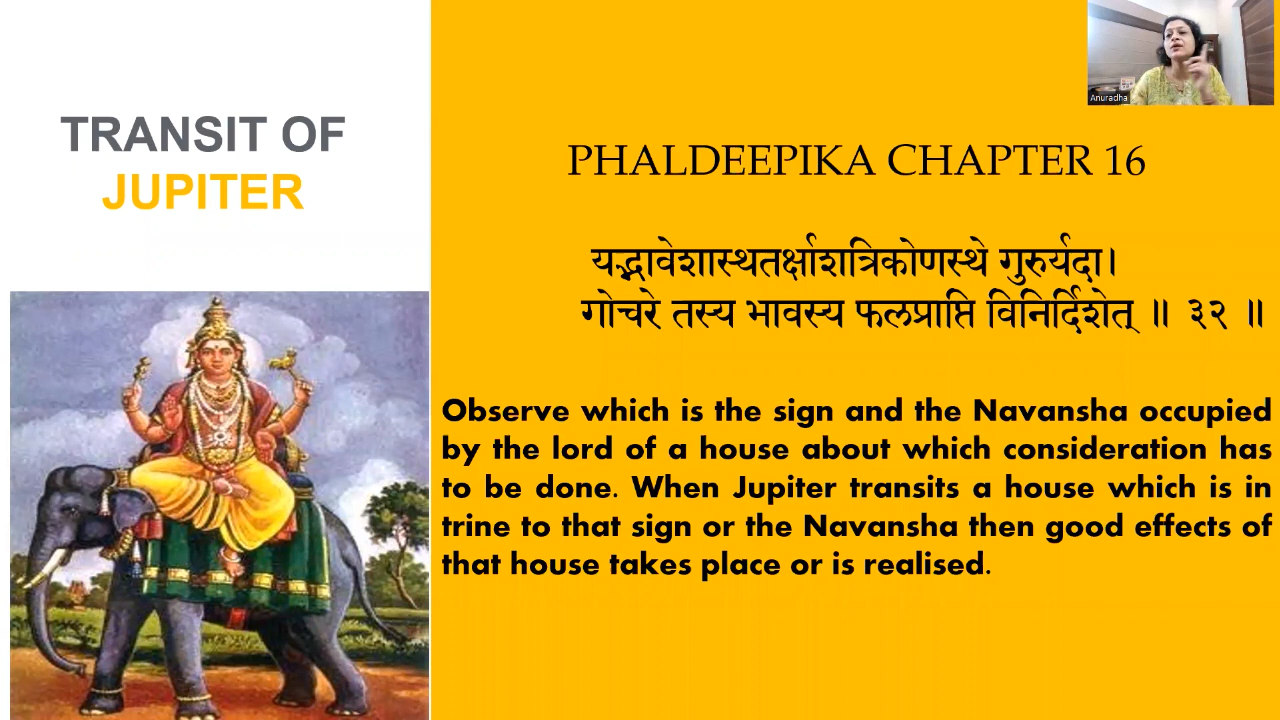 TRANSIT OF
JUPITER
Anuradha
PHALDEEPIKA CHAPTER 16
यद्भावेशास्थतर्क्षांशत्रिकोणस्थे गुरुर्यदा।
गोचरे तस्य भावस्य फलप्राप्ति विनिर्दिशेत् ॥ ३२ ॥
Observe which is the sign and the Navansha occupied
by the lord of a house about which consideration has
to be done. When Jupiter transits a house which is in
trine to that sign or the Navansha then good effects of
that house takes place or is realised.